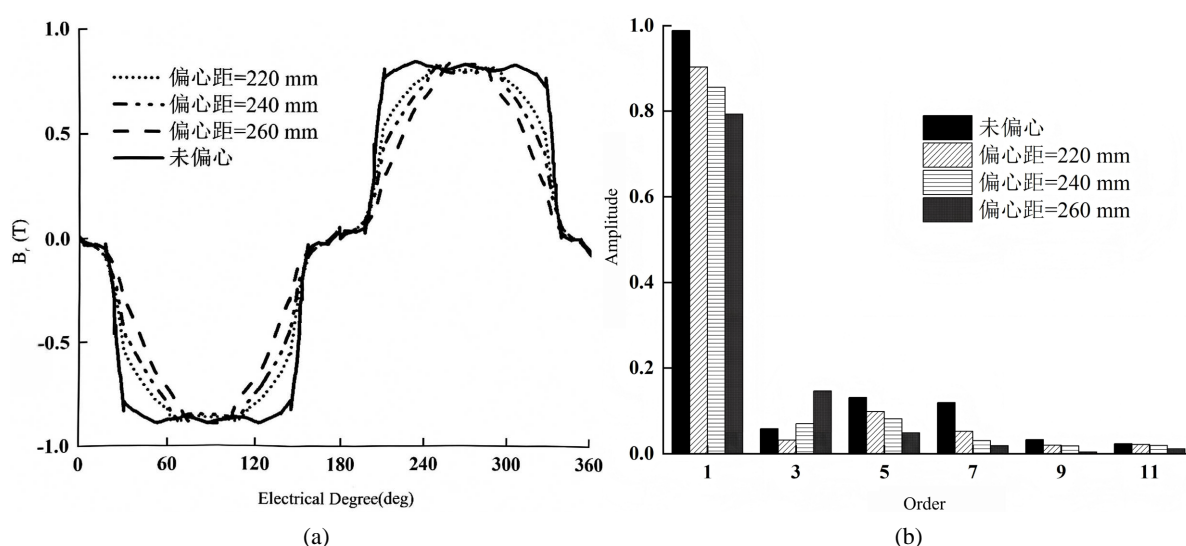 偏心距=220 mm
偏心距=240 mm
偏心距=260 mm
未偏心
1.0
0.5
0.0
-0.5
-1.0
B_r (T)
0 60 120 180 240 300 360
Electrical Degree(deg)
(a)
未偏心
偏心距=220 mm
偏心距=240 mm
偏心距=260 mm
1.0
0.8
0.6
0.4
0.2
0.0
Amplitude
1 3 5 7 9 11
Order
(b)